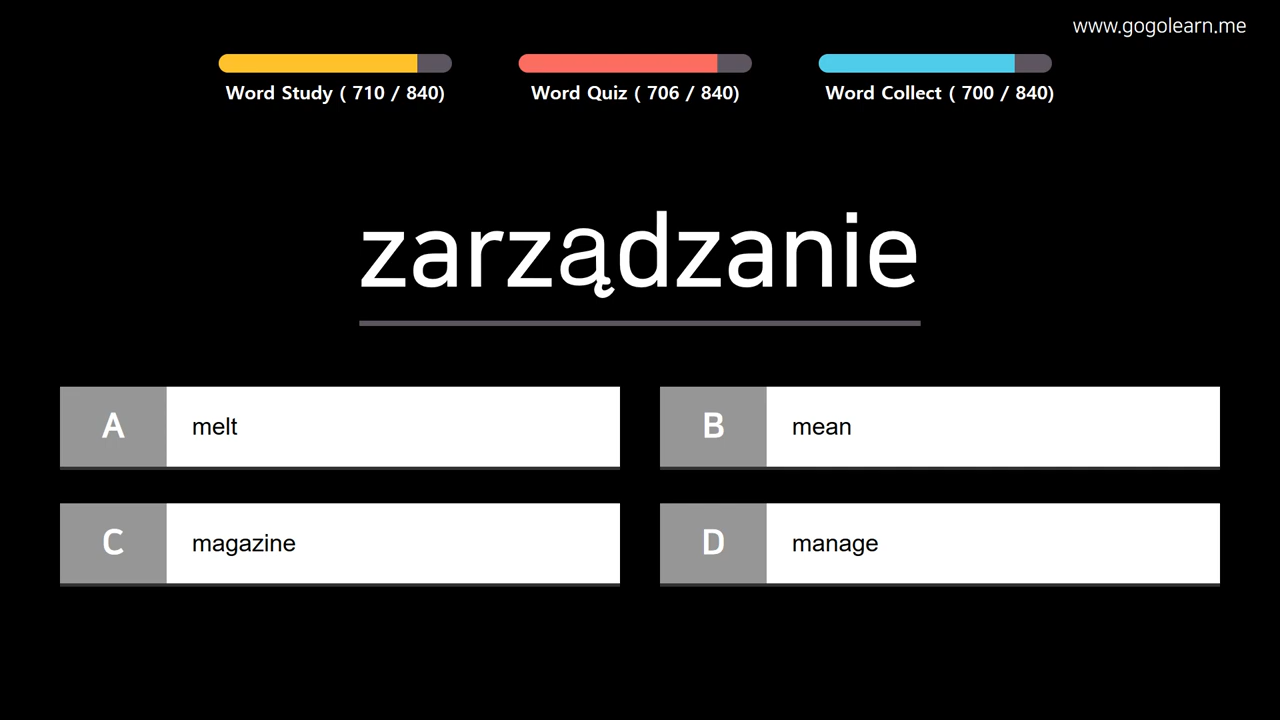 www.gogolearn.me
Word Study ( 710 / 840)
Word Quiz ( 706 / 840)
Word Collect ( 700 / 840)
zarządzanie
A melt
B mean
C magazine
D manage